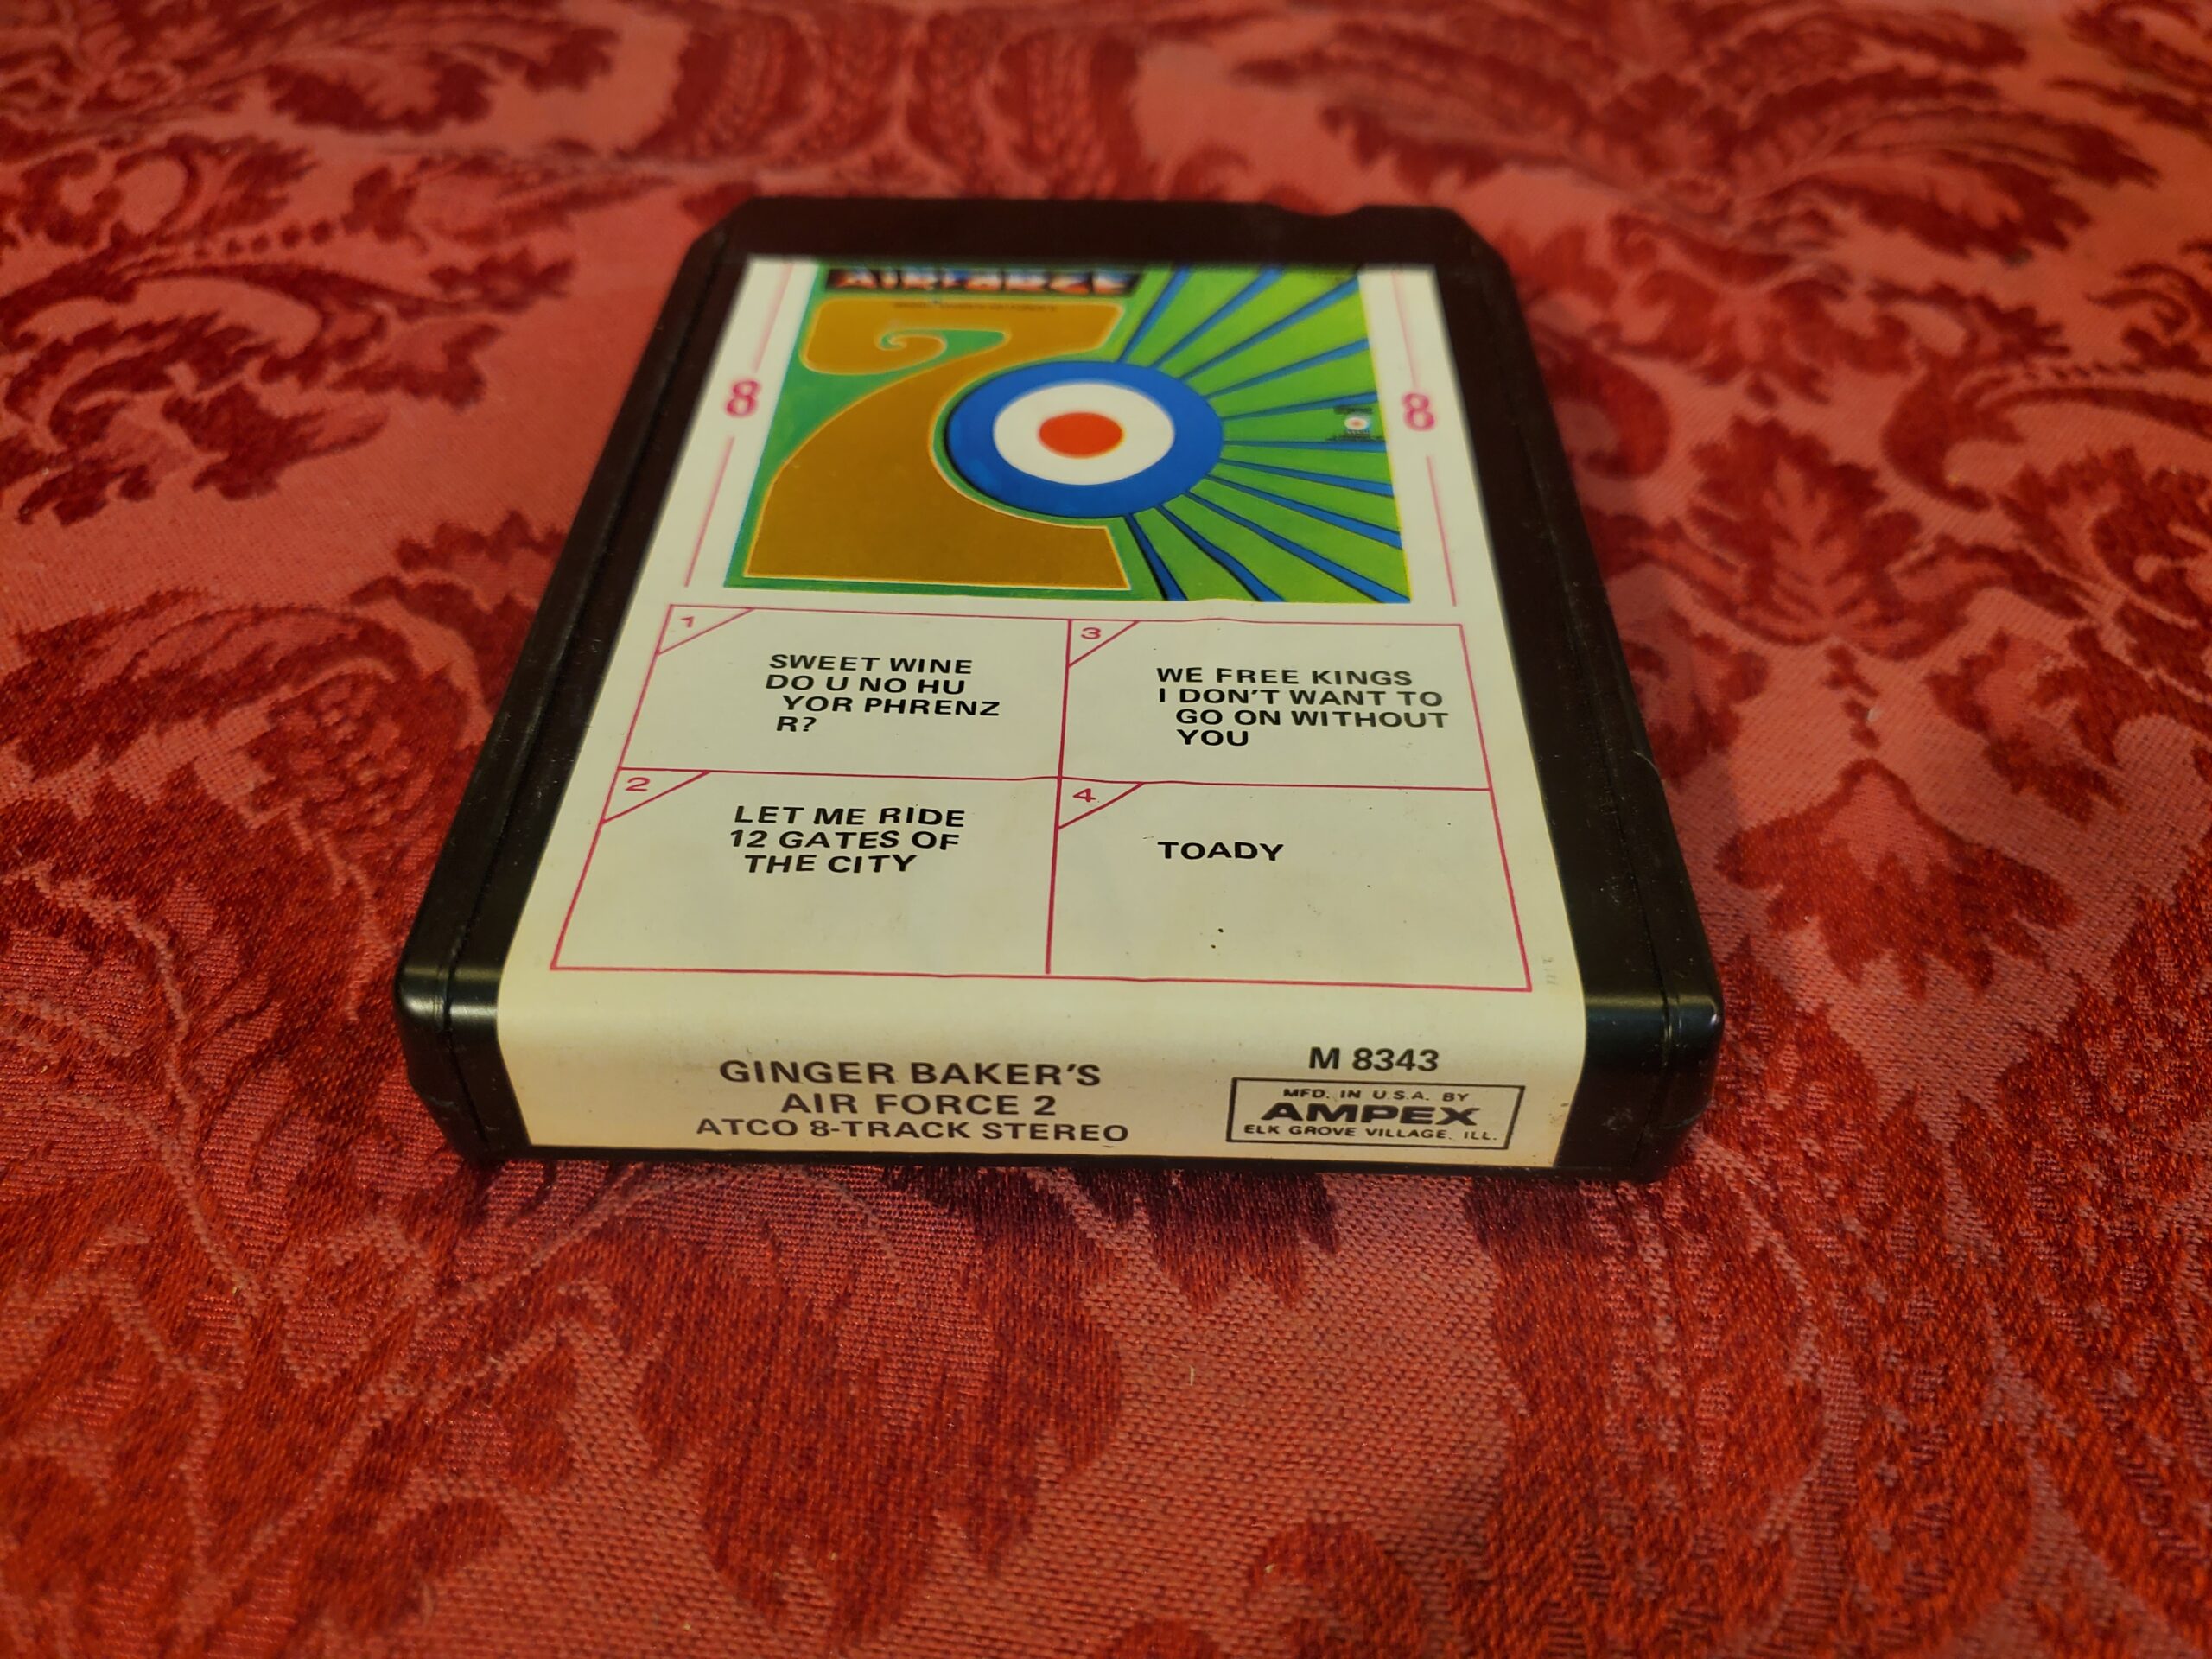 AIRFORCE
8
8
1
SWEET WINE
DO U NO HU
YOR PHRENZ
R?
2
LET ME RIDE
12 GATES OF
THE CITY
3
WE FREE KINGS
I DON'T WANT TO
GO ON WITHOUT
YOU
4
TOADY
GINGER BAKER'S
AIR FORCE 2
ATCO 8-TRACK STEREO
M 8343
MFD. IN U.S.A. BY
AMPEX
ELK GROVE VILLAGE, ILL.